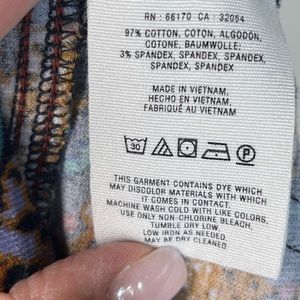 RN : 66170 CA : 32054
97% COTTON, COTON, ALGODÓN,
COTONE, BAUMWOLLE;
3% SPANDEX, SPANDEX, SPANDEX,
SPANDEX, SPANDEX
MADE IN VIETNAM,
HECHO EN VIETNAM,
FABRIQUÉ AU VIETNAM
30 P
THIS GARMENT CONTAINS DYE WHICH
MAY DISCOLOR MATERIALS WITH WHICH
IT COMES IN CONTACT.
MACHINE WASH COLD WITH LIKE COLORS,
USE ONLY NON-CHLORINE BLEACH,
TUMBLE DRY LOW,
LOW IRON AS NEEDED,
MAY BE DRY CLEANED